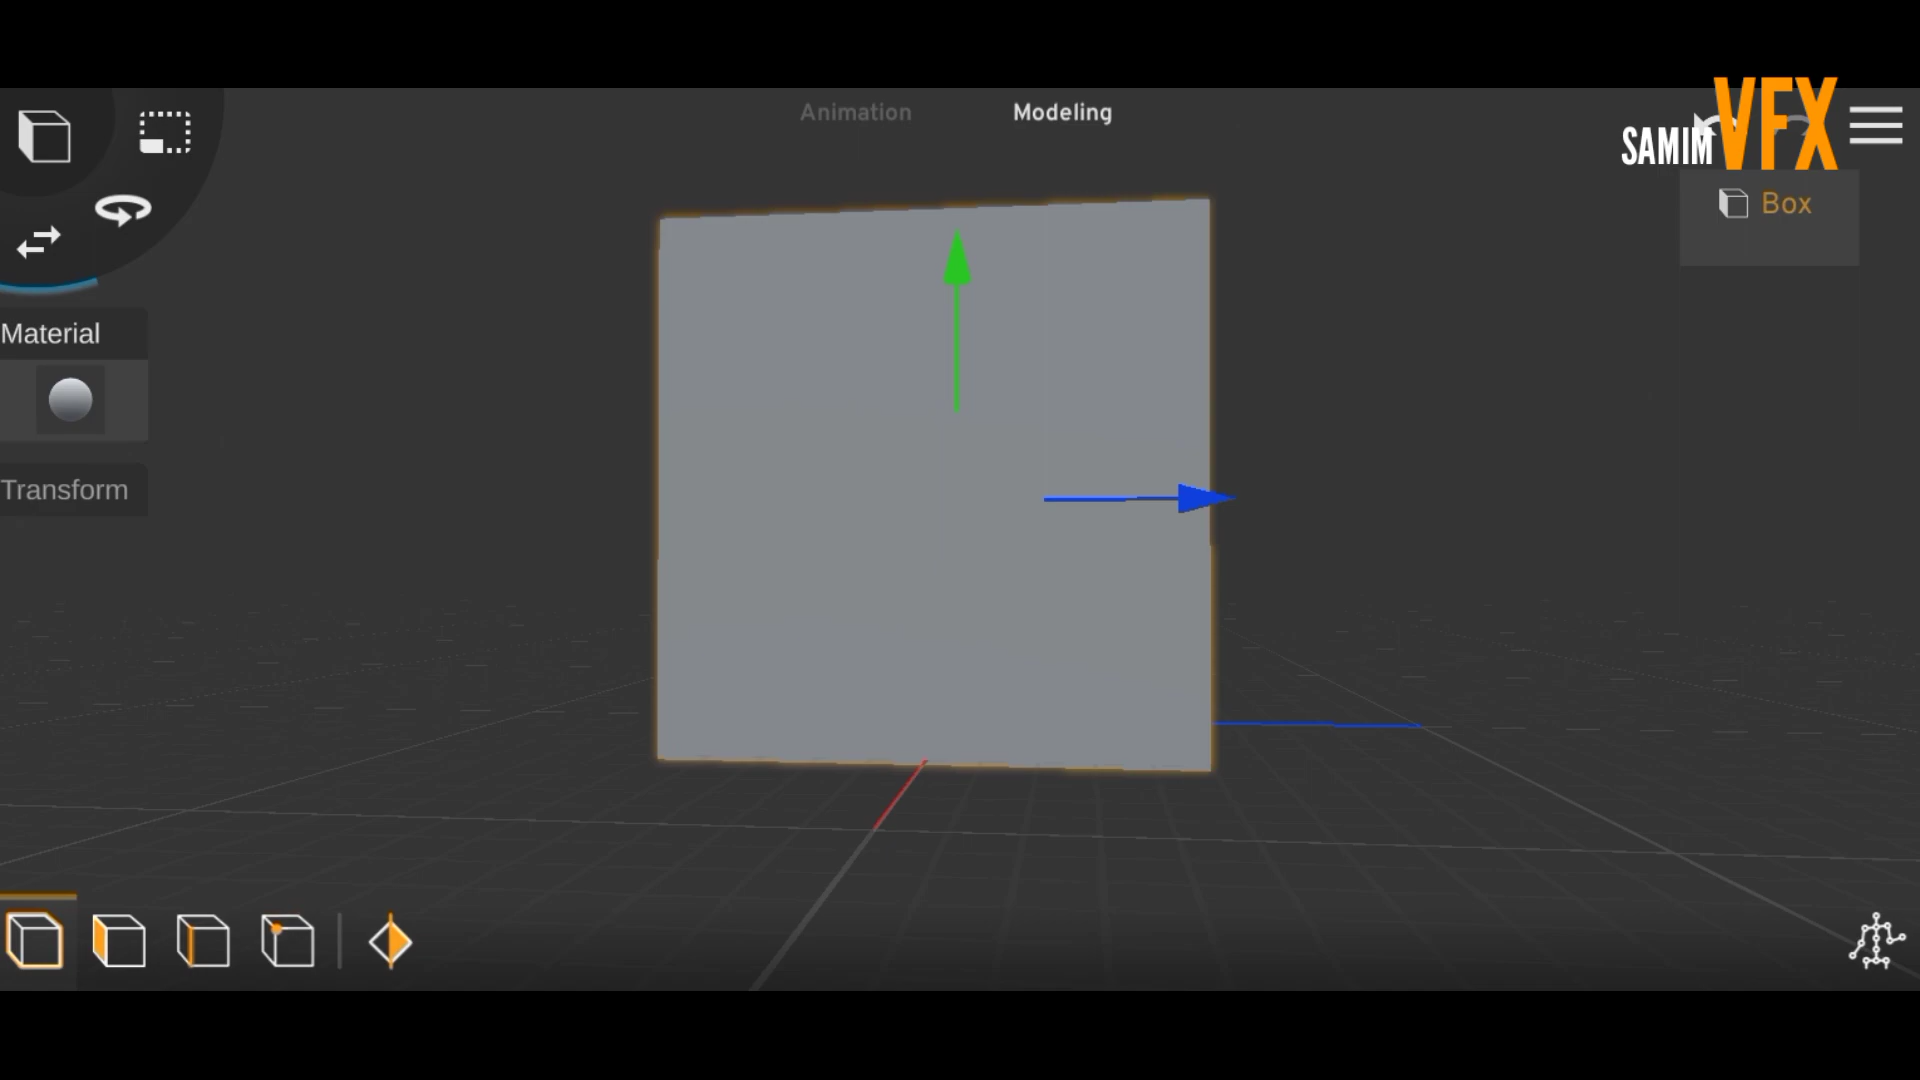 Animation Modeling
SAMIM VFX
Box
Material
Transform